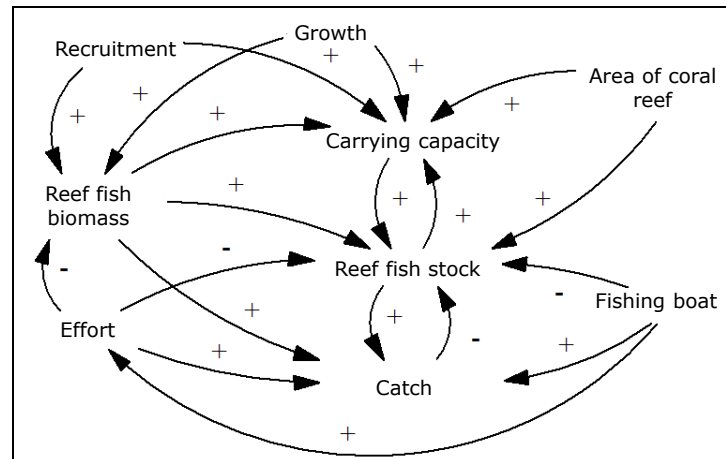 Growth
Recruitment
+
+
Area of coral
reef
+
+
+
+
Carrying capacity
+
+
+
+
Reef fish
biomass
-
Reef fish stock
-
-
Fishing boat
+
+
Effort
+
-
+
Catch
+